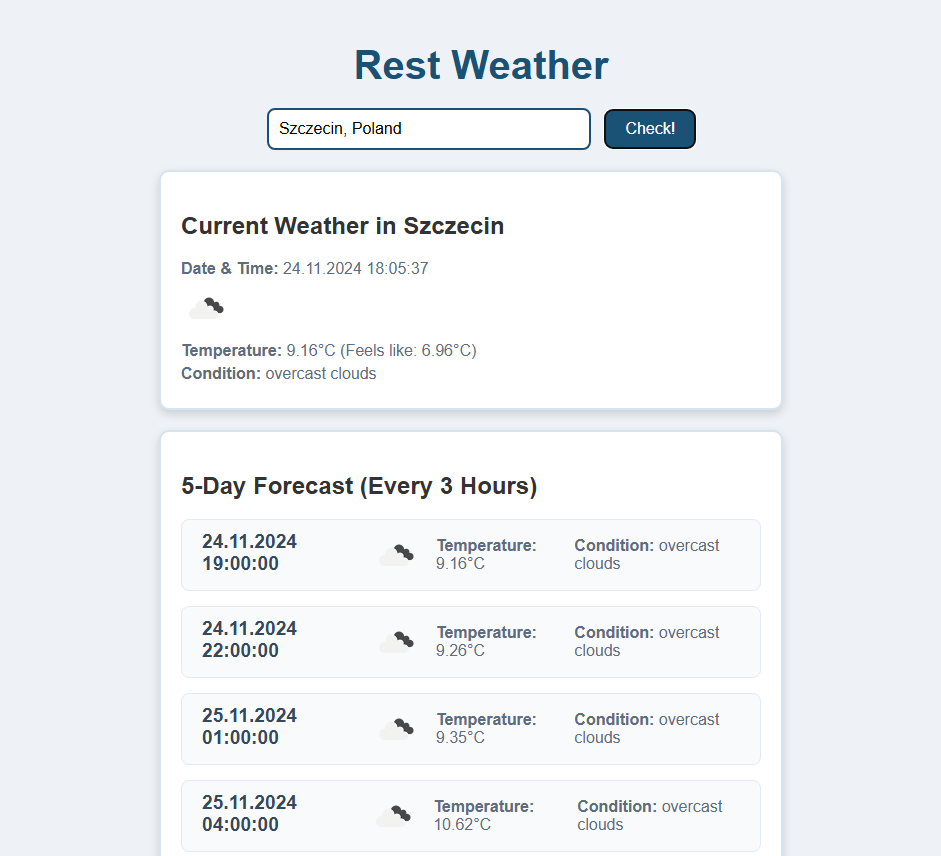 Rest Weather
Szczecin, Poland
Check!
Current Weather in Szczecin
Date & Time: 24.11.2024 18:05:37
Temperature: 9.16°C (Feels like: 6.96°C)
Condition: overcast clouds
5-Day Forecast (Every 3 Hours)
24.11.2024
19:00:00
Temperature:
9.16°C
Condition: overcast
clouds
24.11.2024
22:00:00
Temperature:
9.26°C
Condition: overcast
clouds
25.11.2024
01:00:00
Temperature:
9.35°C
Condition: overcast
clouds
25.11.2024
04:00:00
Temperature:
10.62°C
Condition: overcast
clouds